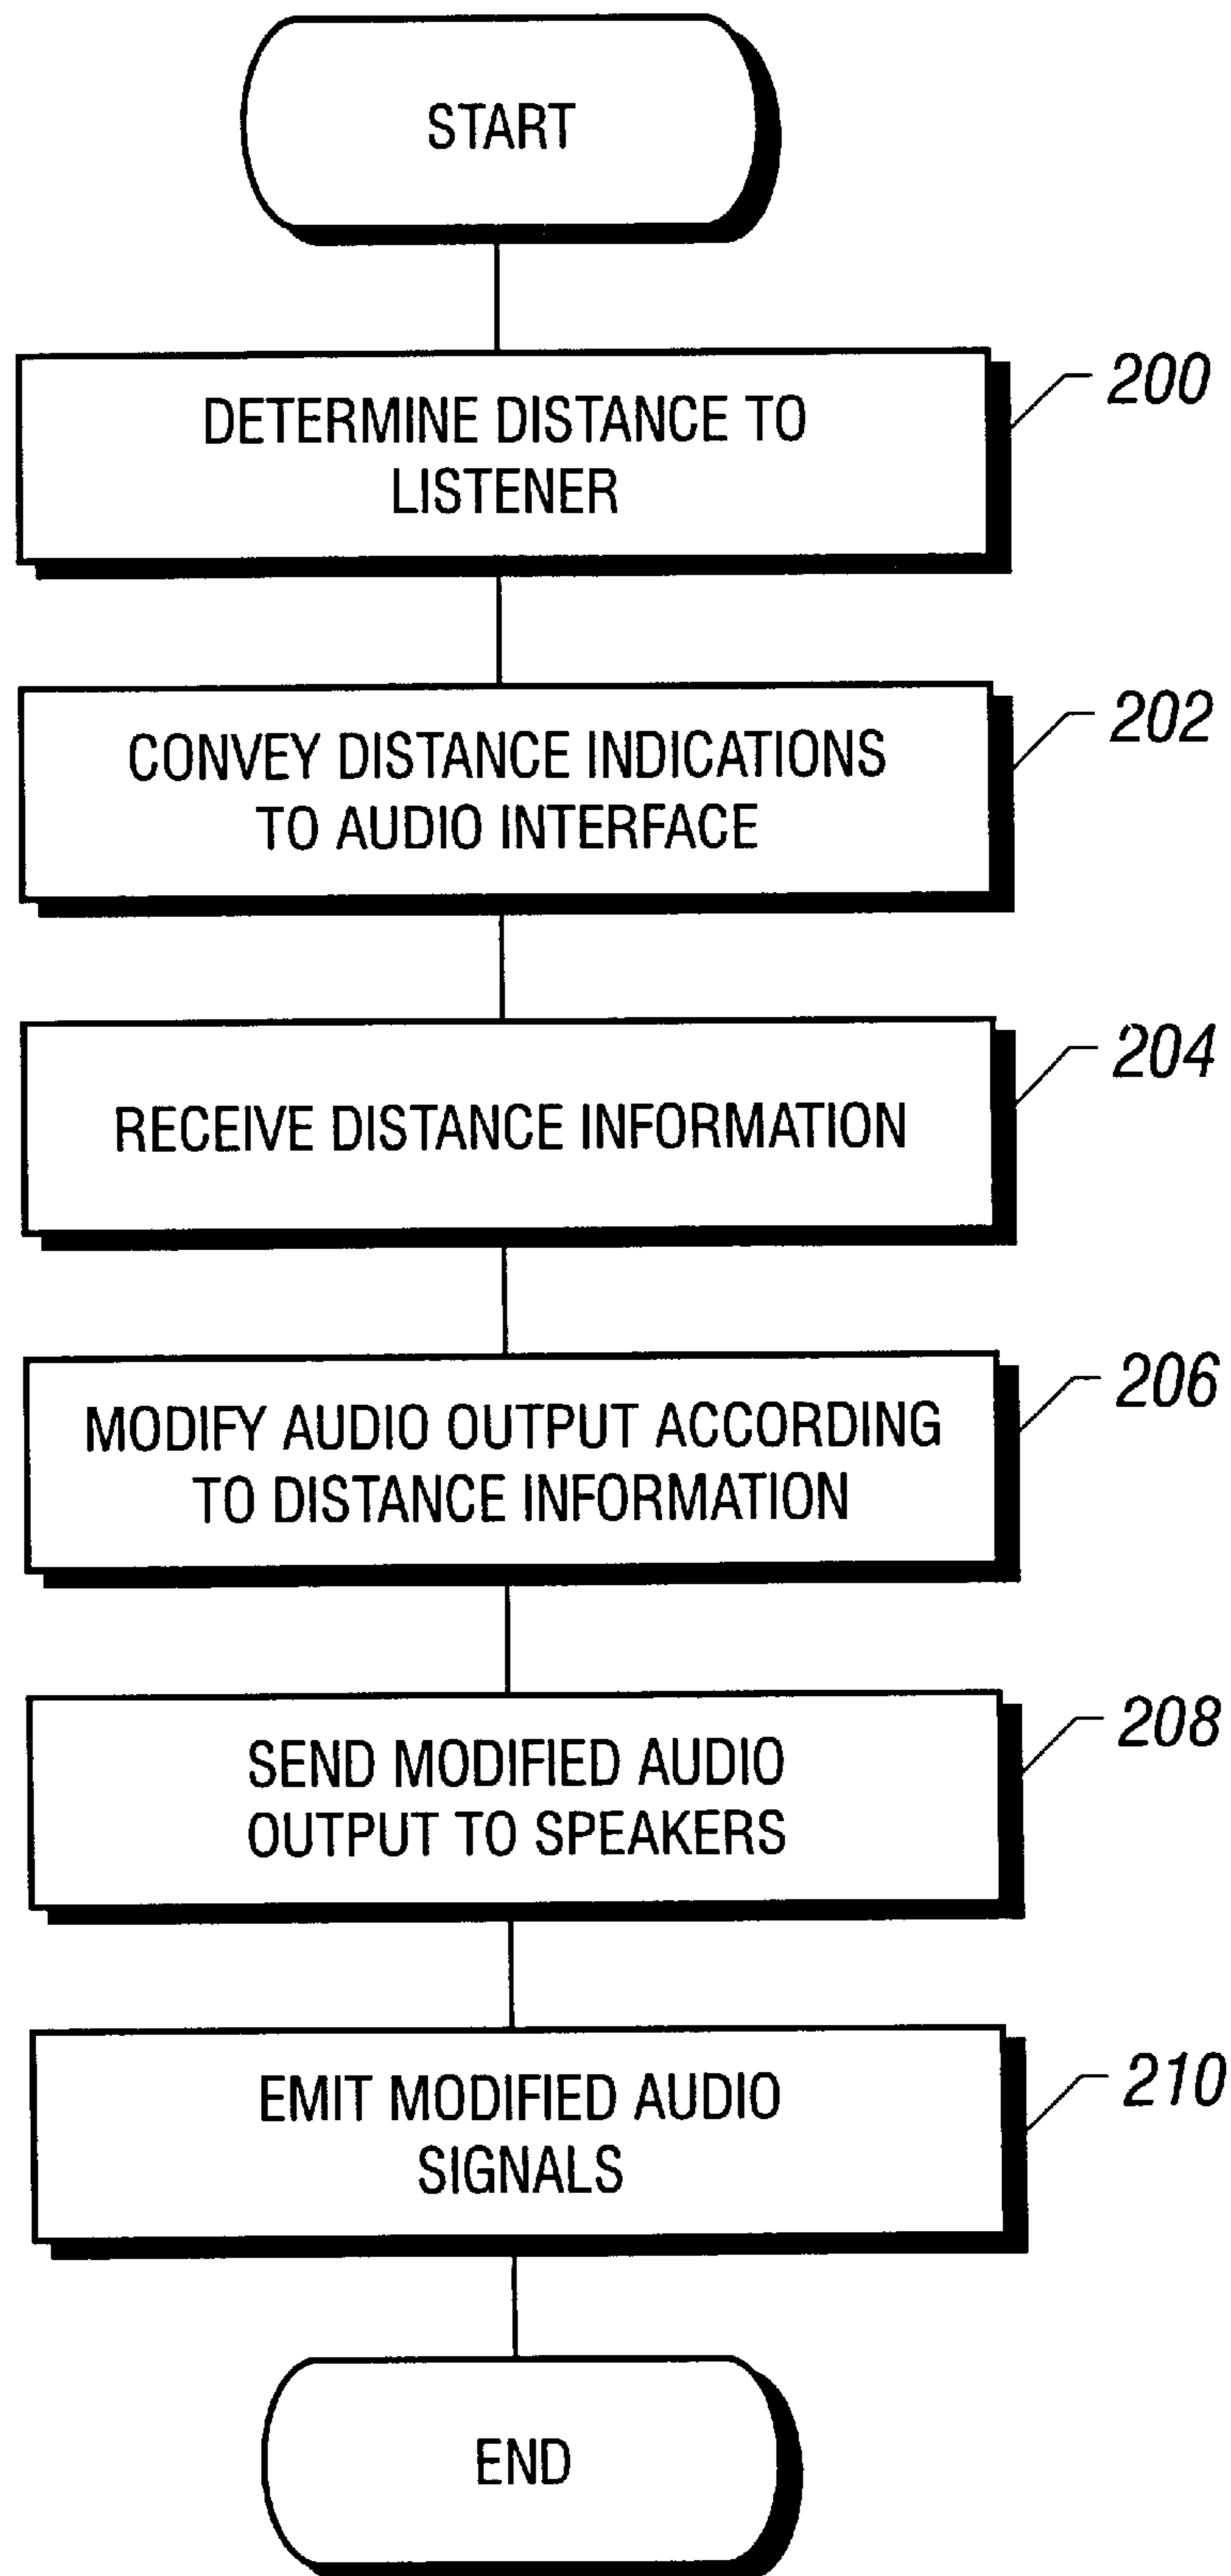 START
DETERMINE DISTANCE TO
LISTENER
200
CONVEY DISTANCE INDICATIONS
TO AUDIO INTERFACE
202
RECEIVE DISTANCE INFORMATION
204
MODIFY AUDIO OUTPUT ACCORDING
TO DISTANCE INFORMATION
206
SEND MODIFIED AUDIO
OUTPUT TO SPEAKERS
208
EMIT MODIFIED AUDIO
SIGNALS
210
END